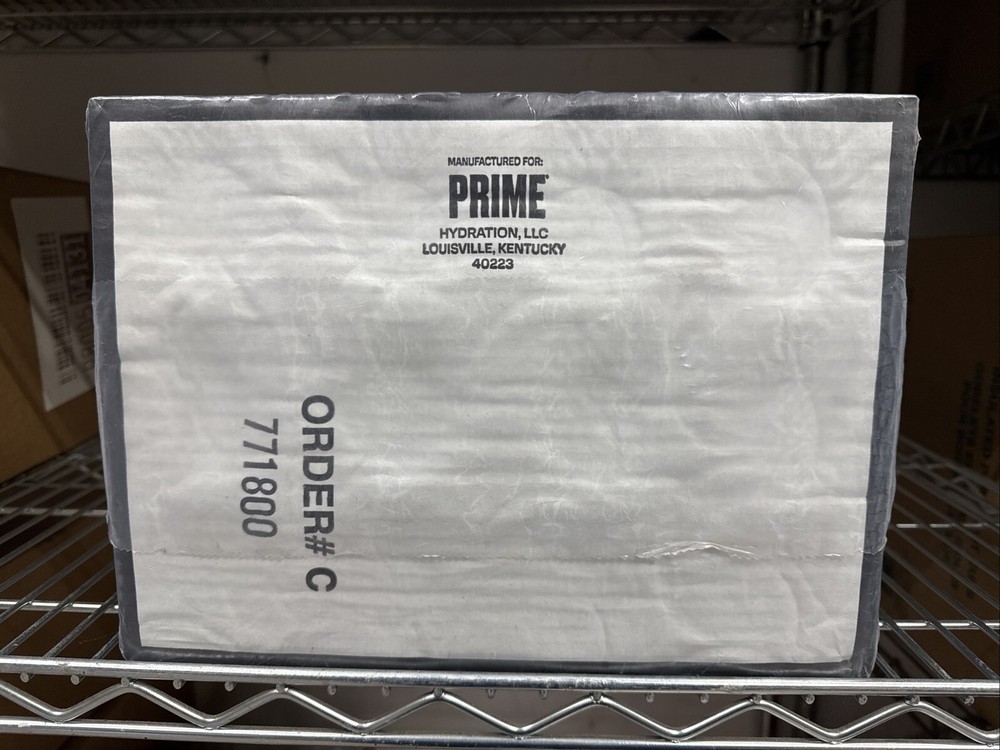 MANUFACTURED FOR:
PRIME
HYDRATION, LLC
LOUISVILLE, KENTUCKY
40223
ORDER# C
771800